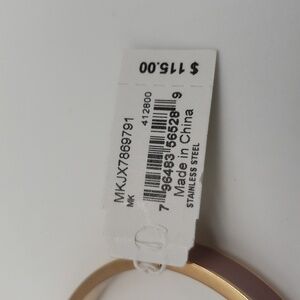 $ 115.00
MKJX7869791
MK
412800
7 96483 56528 9
Made in China
STAINLESS STEEL